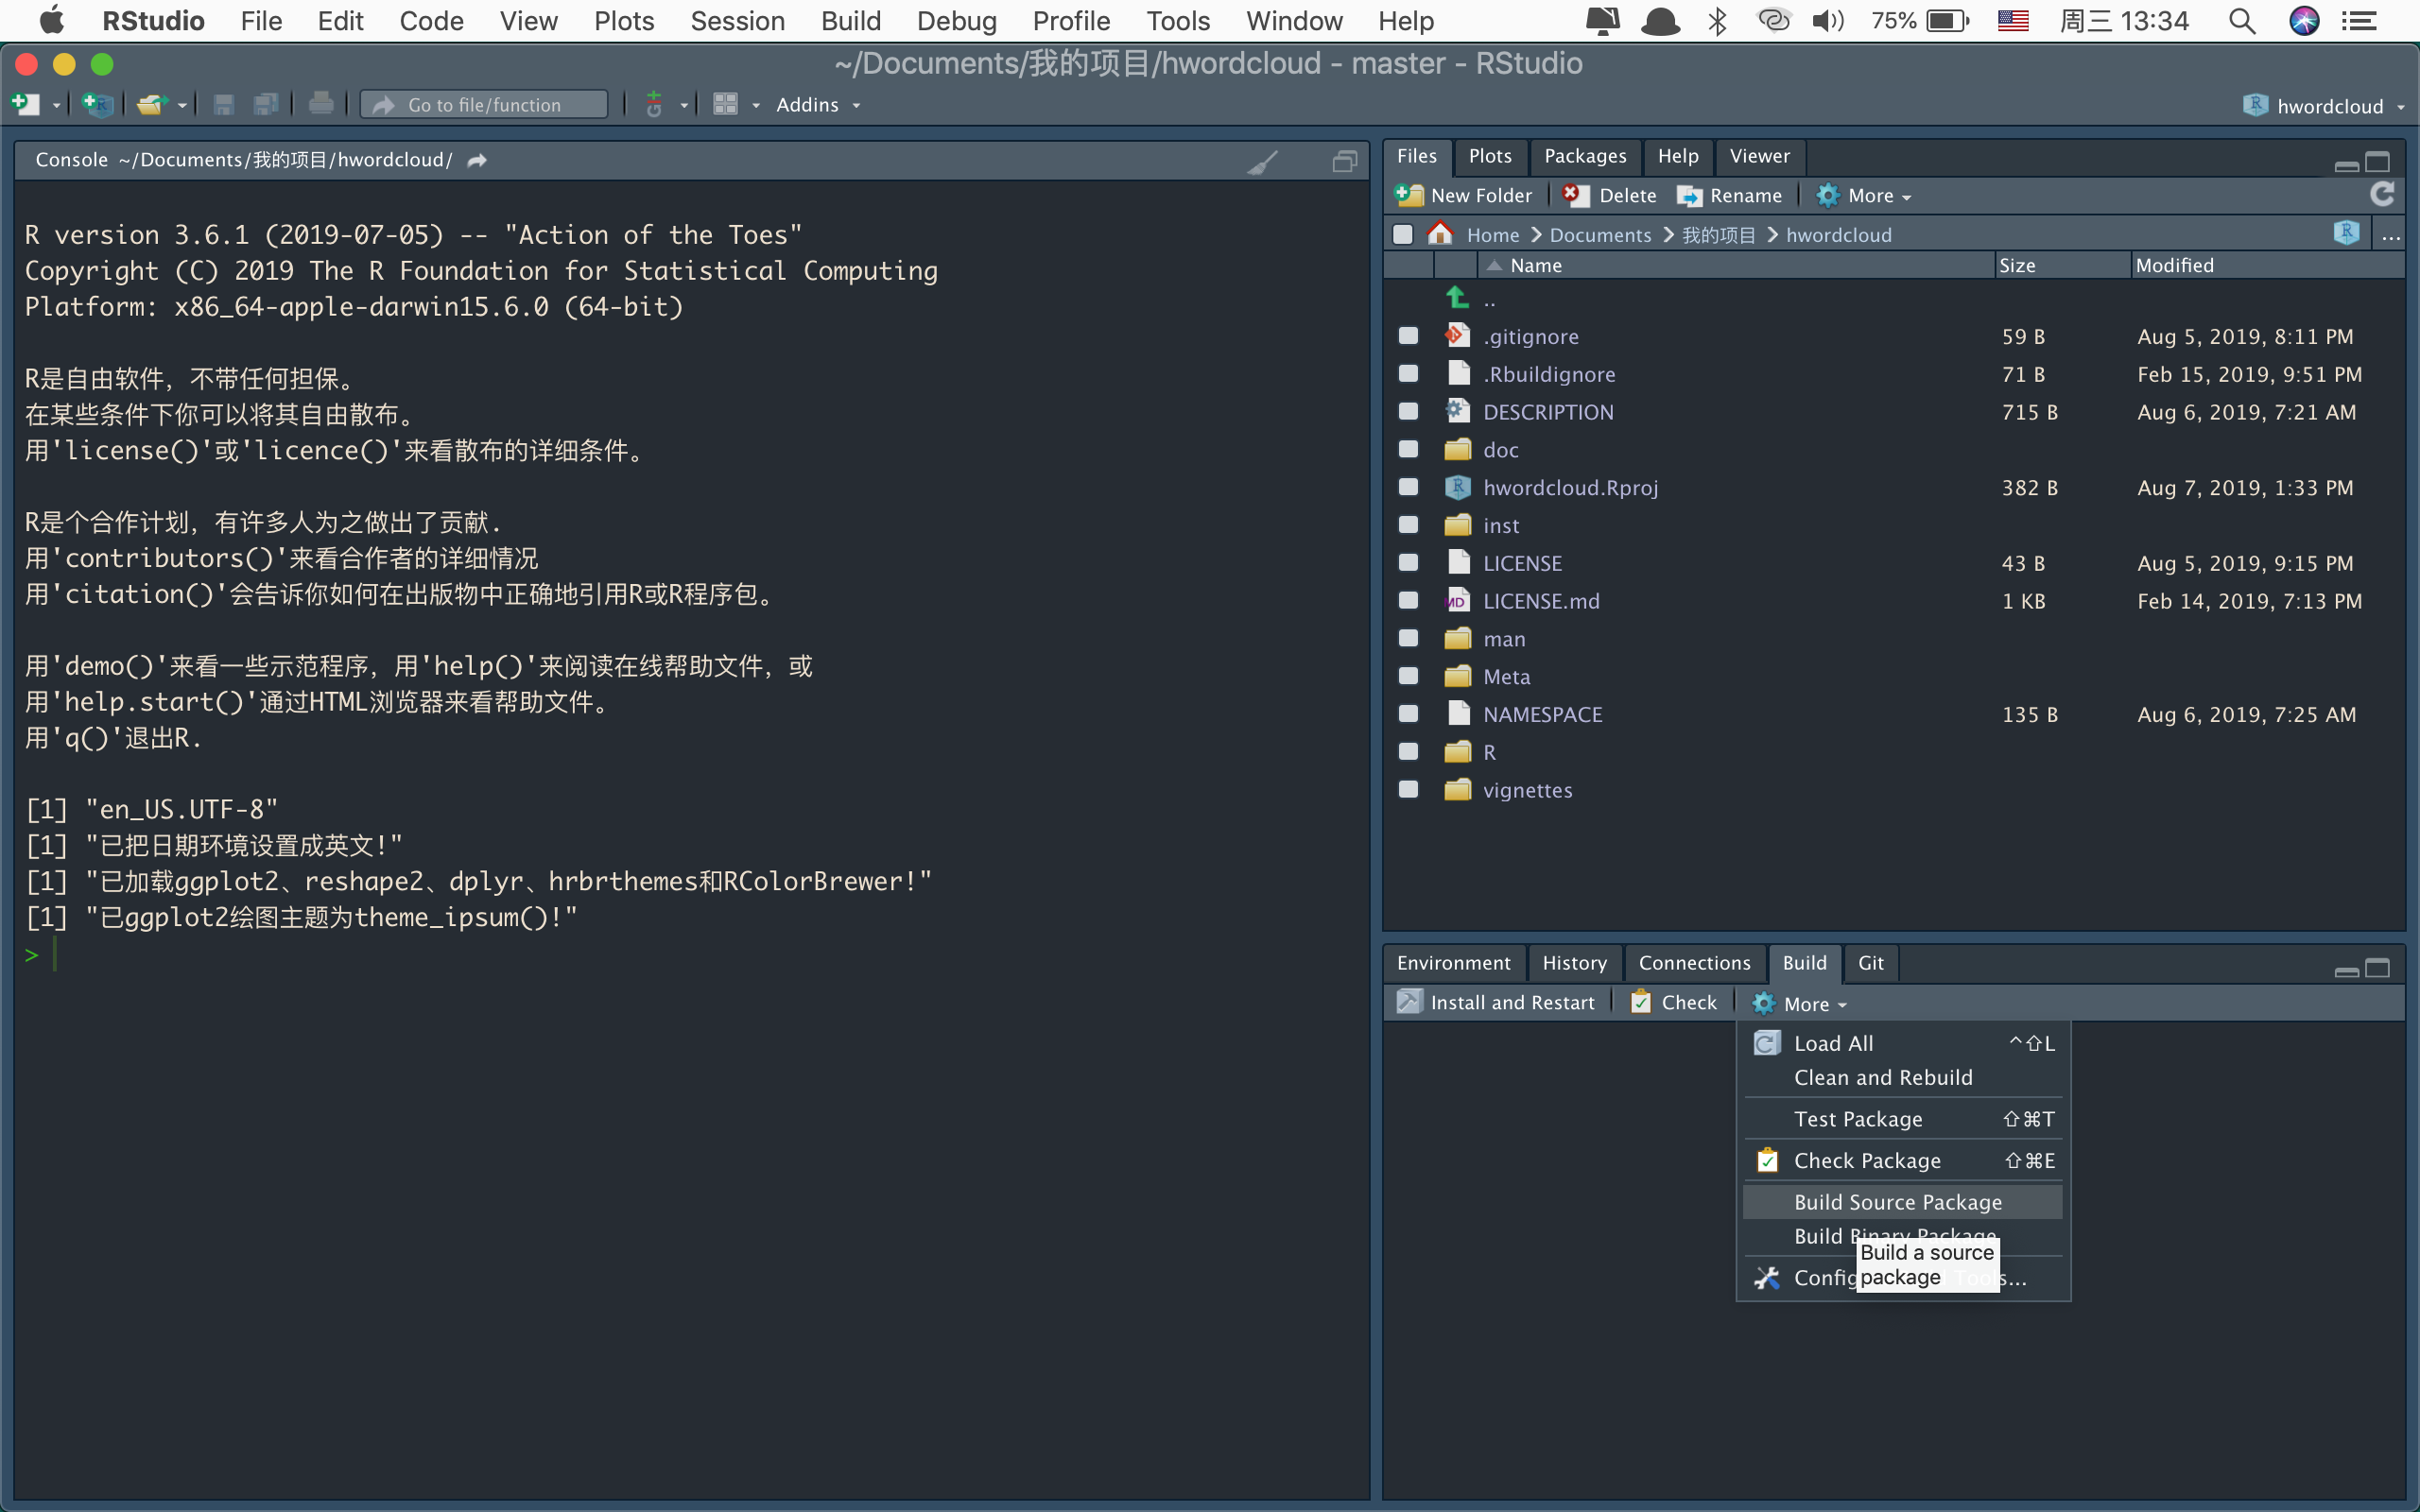 RStudio File Edit Code View Plots Session Build Debug Profile Tools Window Help 75% 周三 13:34
~/Documents/我的项目/hwordcloud - master - RStudio
Go to file/function Addins hwordcloud
Console ~/Documents/我的项目/hwordcloud/
R version 3.6.1 (2019-07-05) -- "Action of the Toes"
Copyright (C) 2019 The R Foundation for Statistical Computing
Platform: x86_64-apple-darwin15.6.0 (64-bit)
R是自由软件，不带任何担保。
在某些条件下你可以将其自由散布。
用'license()'或'licence()'来看散布的详细条件。
R是个合作计划，有许多人为之做出了贡献.
用'contributors()'来看合作者的详细情况
用'citation()'会告诉你如何在出版物中正确地引用R或R程序包。
用'demo()'来看一些示范程序，用'help()'来阅读在线帮助文件，或
用'help.start()'通过HTML浏览器来看帮助文件。
用'q()'退出R.
[1] "en_US.UTF-8"
[1] "已把日期环境设置成英文!"
[1] "已加载ggplot2、reshape2、dplyr、hrbrthemes和RColorBrewer!"
[1] "已ggplot2绘图主题为theme_ipsum()!"
>
Files Plots Packages Help Viewer
New Folder Delete Rename More
Home Documents 我的项目 hwordcloud ...
Name Size Modified
..
.gitignore 59 B Aug 5, 2019, 8:11 PM
.Rbuildignore 71 B Feb 15, 2019, 9:51 PM
DESCRIPTION 715 B Aug 6, 2019, 7:21 AM
doc
hwordcloud.Rproj 382 B Aug 7, 2019, 1:33 PM
inst
LICENSE 43 B Aug 5, 2019, 9:15 PM
LICENSE.md 1 KB Feb 14, 2019, 7:13 PM
man
Meta
NAMESPACE 135 B Aug 6, 2019, 7:25 AM
R
vignettes
Environment History Connections Build Git
Install and Restart Check More
Load All ^⇧L
Clean and Rebuild
Test Package ⇧⌘T
Check Package ⇧⌘E
Build Source Package
Build Binary Package
Build a source
package